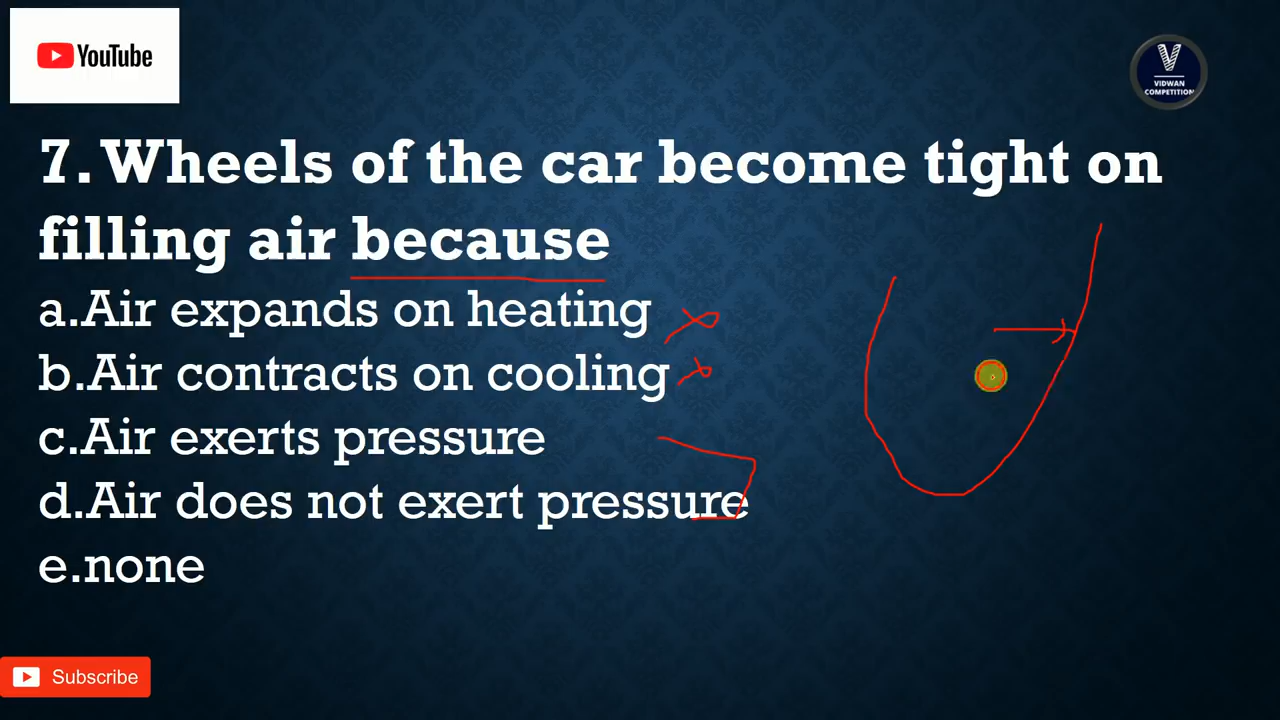 YouTube
V
VIDWAN
COMPETITION
7. Wheels of the car become tight on
filling air because
a.Air expands on heating
b.Air contracts on cooling
c.Air exerts pressure
d.Air does not exert pressure
e.none
Subscribe